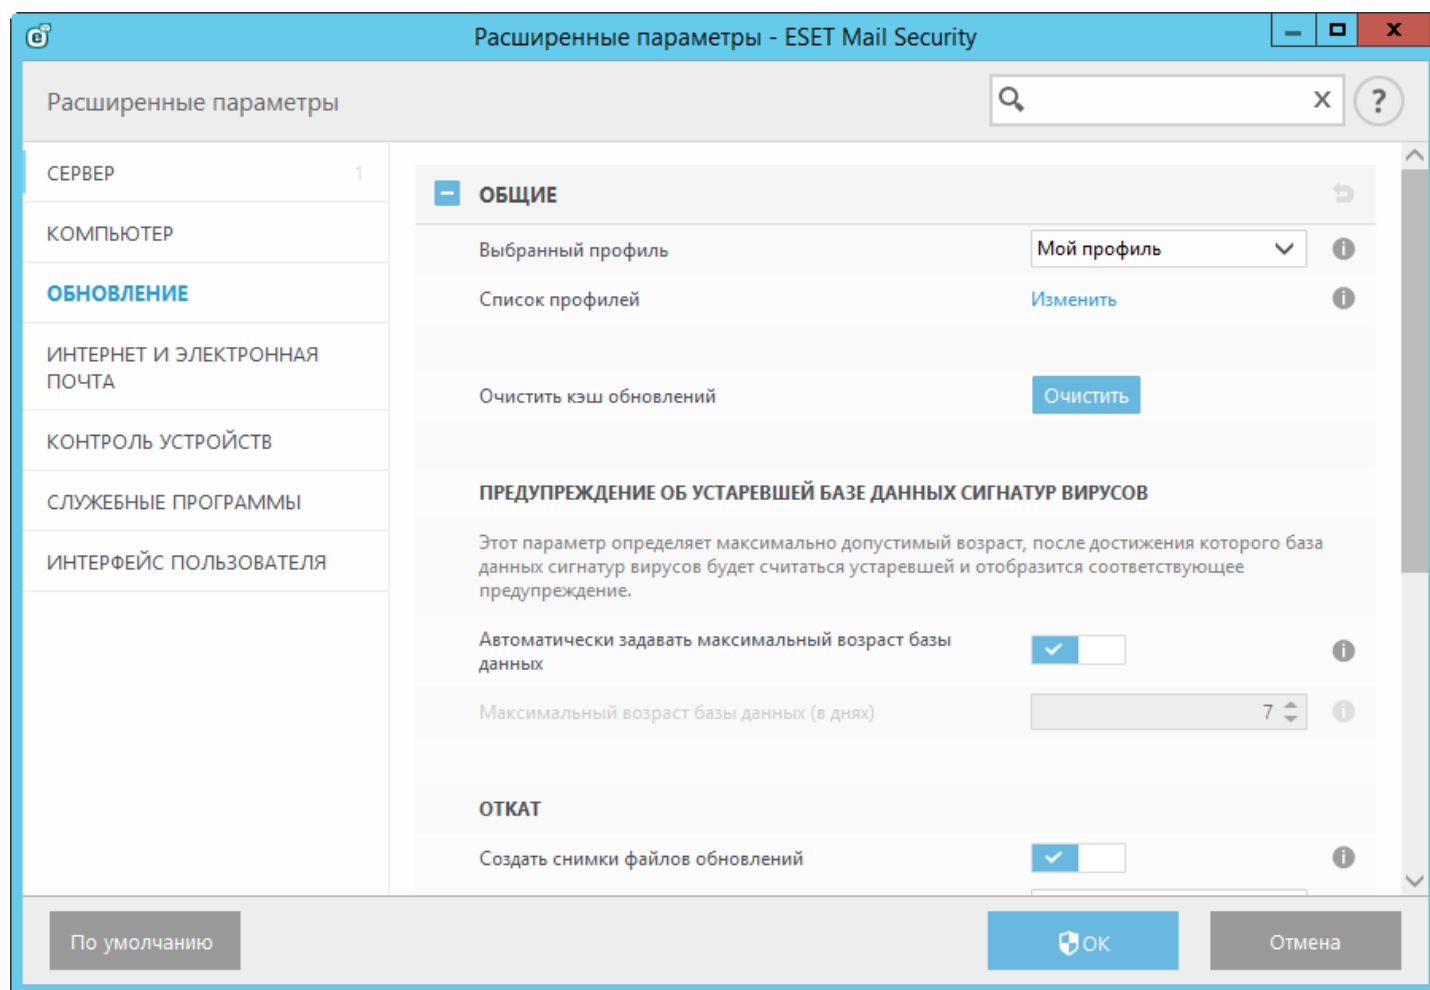 Расширенные параметры - ESET Mail Security
Расширенные параметры
СЕРВЕР 1
КОМПЬЮТЕР
ОБНОВЛЕНИЕ
ИНТЕРНЕТ И ЭЛЕКТРОННАЯ
ПОЧТА
КОНТРОЛЬ УСТРОЙСТВ
СЛУЖЕБНЫЕ ПРОГРАММЫ
ИНТЕРФЕЙС ПОЛЬЗОВАТЕЛЯ
ОБЩИЕ
Выбранный профиль Мой профиль
Список профилей Изменить
Очистить кэш обновлений Очистить
ПРЕДУПРЕЖДЕНИЕ ОБ УСТАРЕВШЕЙ БАЗЕ ДАННЫХ СИГНАТУР ВИРУСОВ
Этот параметр определяет максимально допустимый возраст, после достижения которого база
данных сигнатур вирусов будет считаться устаревшей и отобразится соответствующее
предупреждение.
Автоматически задавать максимальный возраст базы
данных
Максимальный возраст базы данных (в днях) 7
ОТКАТ
Создать снимки файлов обновлений
По умолчанию OK Отмена